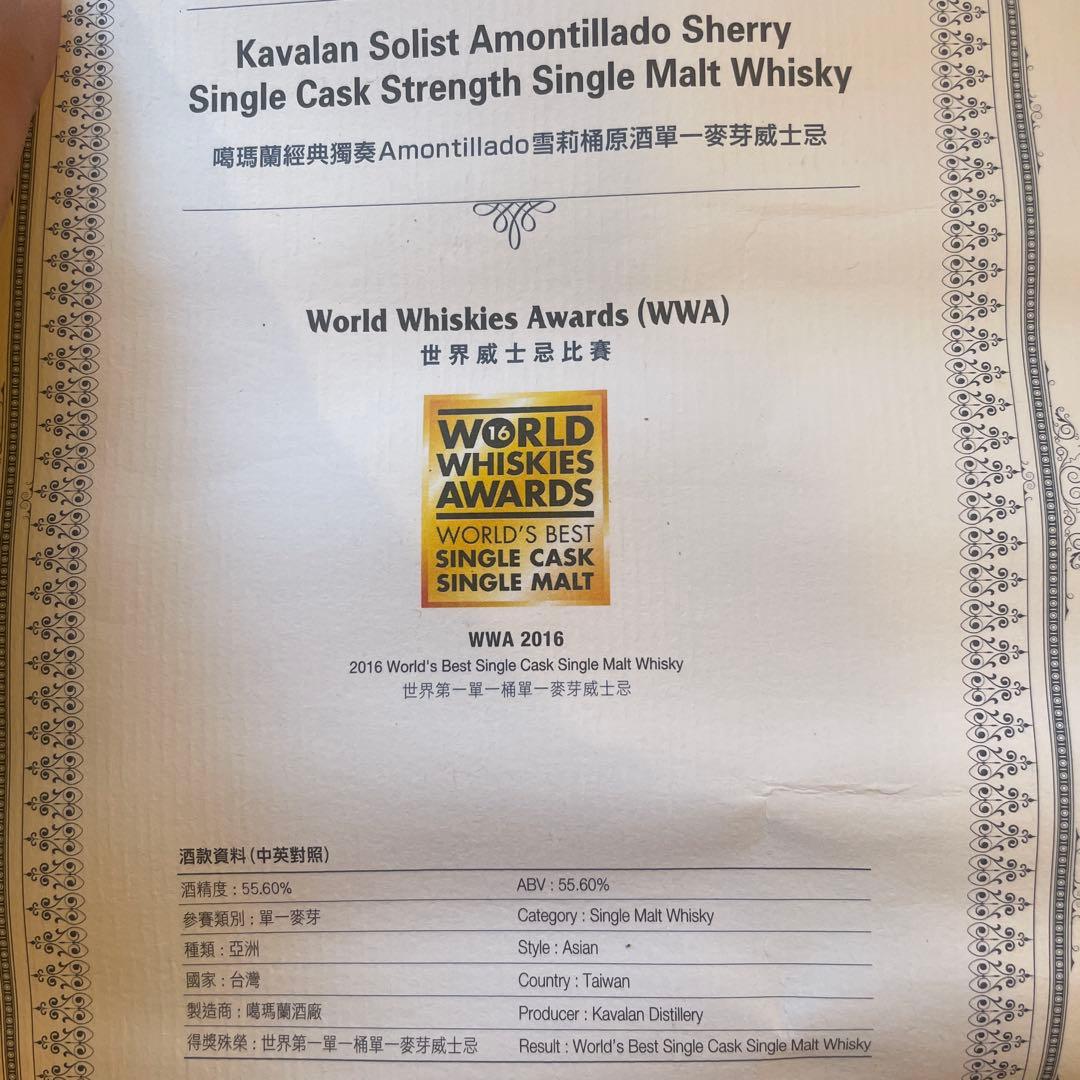 Kavalan Solist Amontillado Sherry
Single Cask Strength Single Malt Whisky
噶瑪蘭經典獨奏Amontillado雪莉桶原酒單一麥芽威士忌
World Whiskies Awards (WWA)
世界威士忌比賽
WORLD
16
WHISKIES
AWARDS
WORLD'S BEST
SINGLE CASK
SINGLE MALT
WWA 2016
2016 World's Best Single Cask Single Malt Whisky
世界第一單一桶單一麥芽威士忌
酒款資料(中英對照)
酒精度：55.60% ABV : 55.60%
參賽類別：單一麥芽 Category : Single Malt Whisky
種類：亞洲 Style : Asian
國家：台灣 Country : Taiwan
製造商：噶瑪蘭酒廠 Producer : Kavalan Distillery
得獎殊榮：世界第一單一桶單一麥芽威士忌 Result : World's Best Single Cask Single Malt Whisky